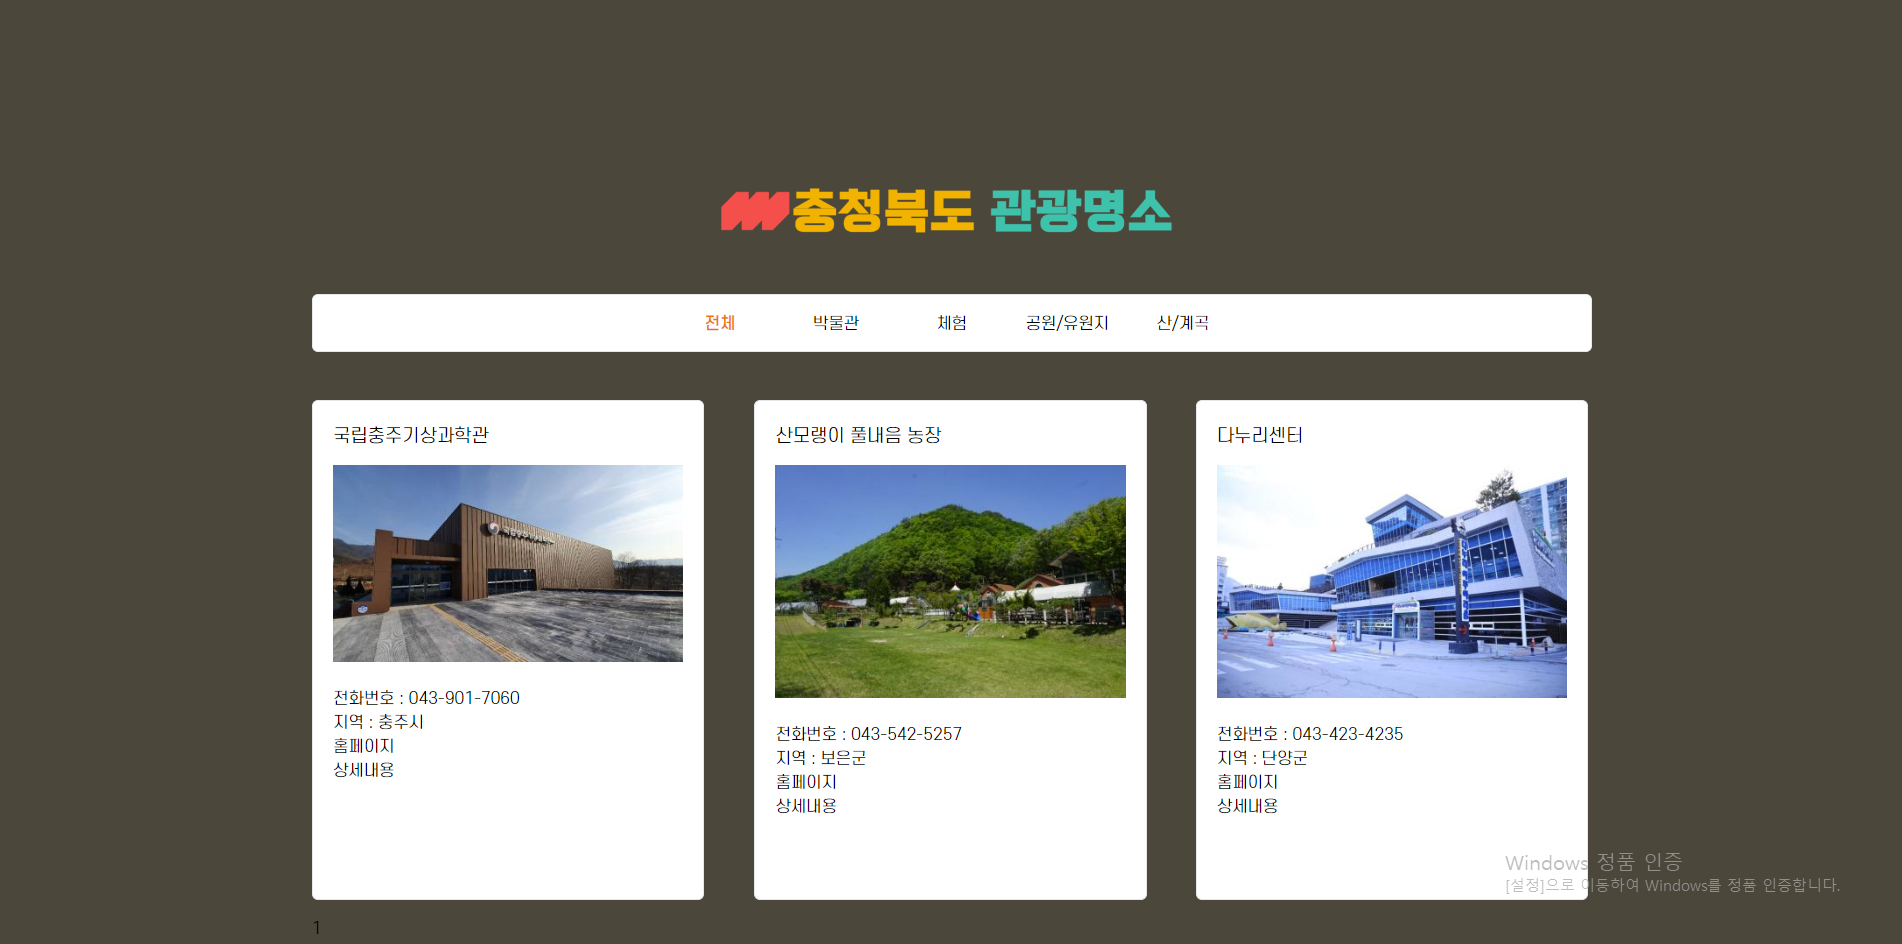 충청북도 관광명소
전체 박물관 체험 공원/유원지 산/계곡
국립충주기상과학관
전화번호 : 043-901-7060
지역 : 충주시
홈페이지
상세내용
산모랭이 풀내음 농장
전화번호 : 043-542-5257
지역 : 보은군
홈페이지
상세내용
다누리센터
전화번호 : 043-423-4235
지역 : 단양군
홈페이지
상세내용
Windows 정품 인증
[설정]으로 이동하여 Windows를 정품 인증합니다.
1